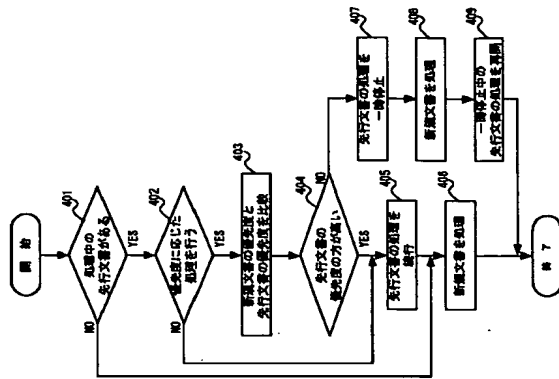 開始
401
処理中の
先行文書がある
NO
YES
402
優先度に応じた
処理を行う
NO
YES
403
新規文書の優先度と
先行文書の優先度を比較
404
先行文書の
優先度の方が高い
NO
YES
405
先行文書の処理を
続行
406
新規文書を処理
407
先行文書の処理を
一時停止
408
新規文書を処理
409
一時停止中の
先行文書の処理を再開
終了